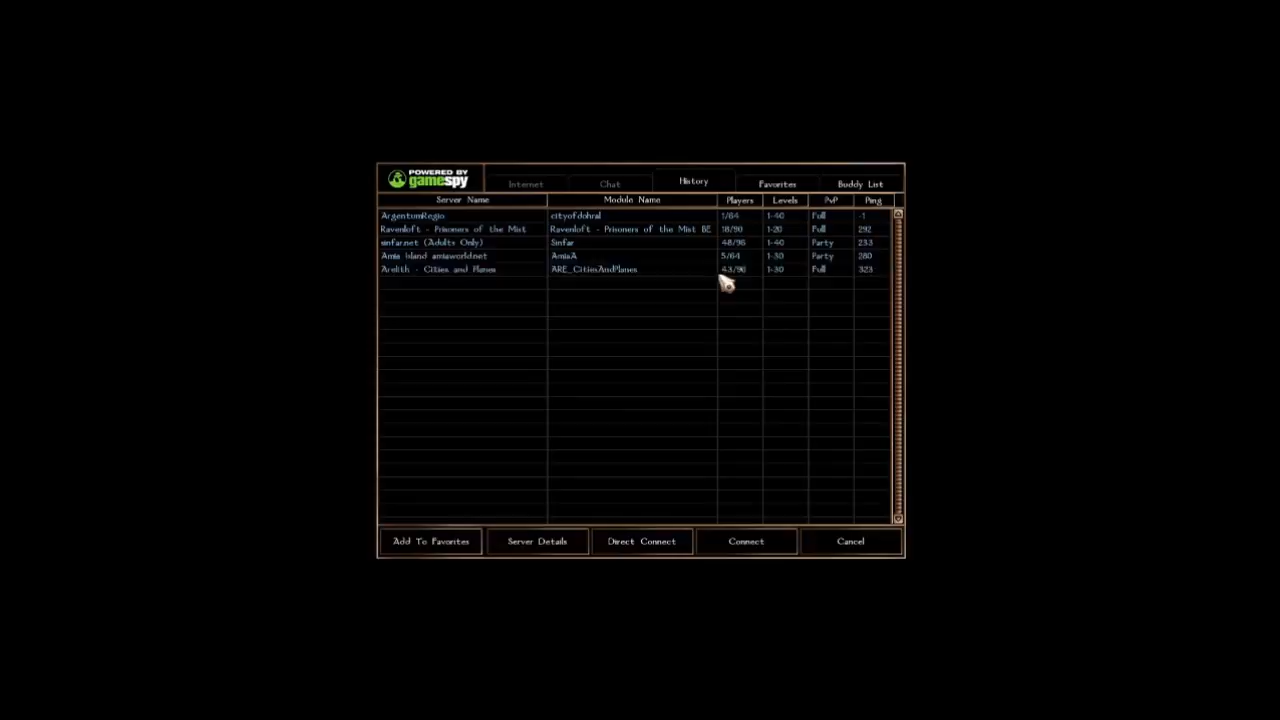 POWERED BY
gamespy
Internet Chat History Favorites Buddy List
Server Name Module Name Players Levels PvP Ping
ArgentumRegio cityofdohral 1/64 1-40 Full -1
Ravenloft - Prisoners of the Mist Ravenloft - Prisoners of the Mist BE 18/90 1-20 Full 292
sinfar.net (Adults Only) Sinfar 48/96 1-40 Party 233
Amia Island amiaworld.net AmiaA 5/64 1-30 Party 280
Arelith - Cities and Planes ARE_CitiesAndPlanes 43/96 1-30 Full 323
Add To Favorites Server Details Direct Connect Connect Cancel